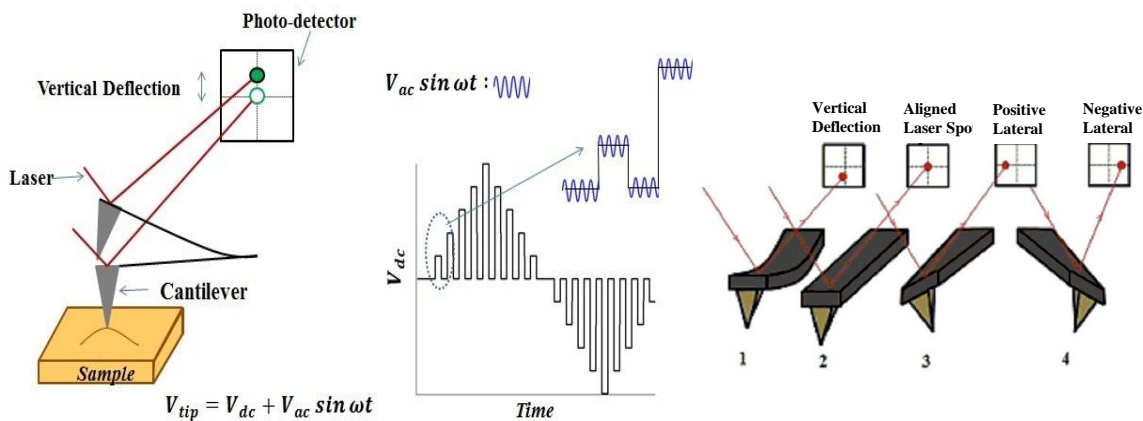 Photo-detector
Vertical Deflection
Laser
Cantilever
Sample
V_tip = V_dc + V_ac sin ωt
V_ac sin ωt :
V_dc
Time
Vertical
Deflection
Aligned
Laser Spo
Positive
Lateral
Negative
Lateral
1
2
3
4